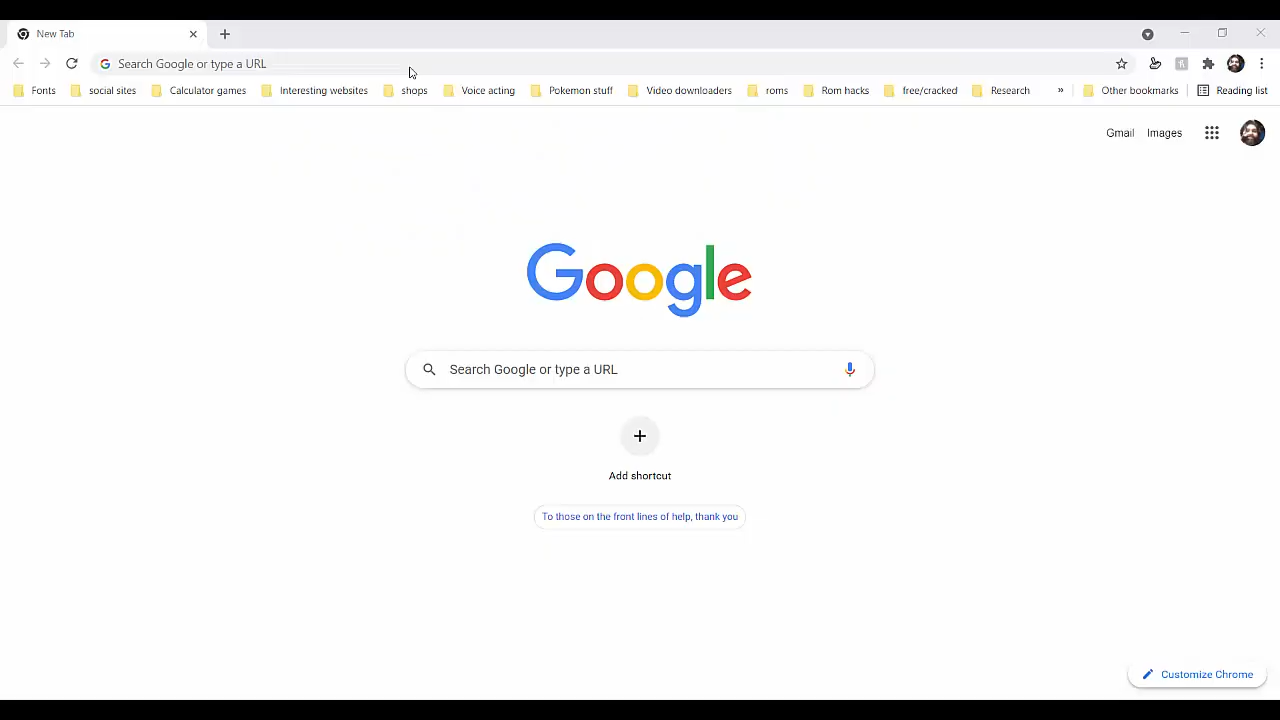 New Tab
Search Google or type a URL
Fonts social sites Calculator games Interesting websites shops Voice acting Pokemon stuff Video downloaders roms Rom hacks free/cracked Research » Other bookmarks Reading list
Gmail Images
Google
Search Google or type a URL
Add shortcut
To those on the front lines of help, thank you
Customize Chrome